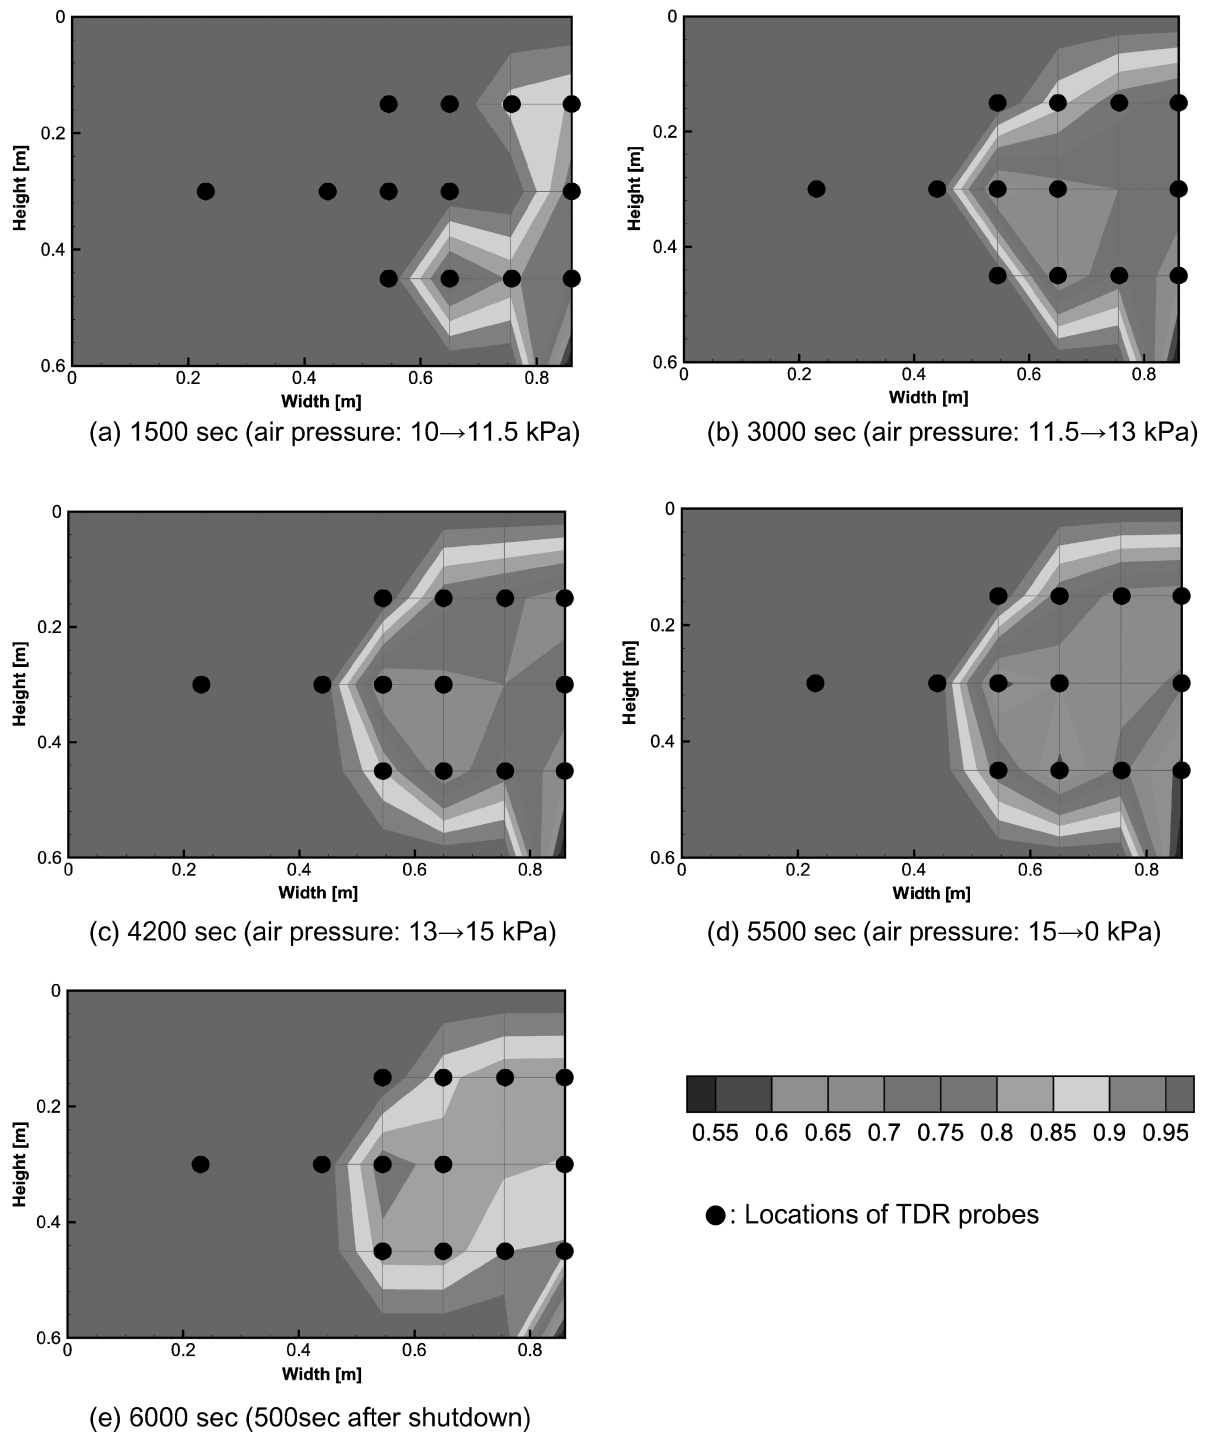 0
0.2
0.4
0.6
Height [m]
0 0.2 0.4 0.6 0.8
Width [m]
(a) 1500 sec (air pressure: 10→11.5 kPa)
0
0.2
0.4
0.6
Height [m]
0 0.2 0.4 0.6 0.8
Width [m]
(b) 3000 sec (air pressure: 11.5→13 kPa)
0
0.2
0.4
0.6
Height [m]
0 0.2 0.4 0.6 0.8
Width [m]
(c) 4200 sec (air pressure: 13→15 kPa)
0
0.2
0.4
0.6
Height [m]
0 0.2 0.4 0.6 0.8
Width [m]
(d) 5500 sec (air pressure: 15→0 kPa)
0
0.2
0.4
0.6
Height [m]
0 0.2 0.4 0.6 0.8
Width [m]
(e) 6000 sec (500sec after shutdown)
0.55 0.6 0.65 0.7 0.75 0.8 0.85 0.9 0.95
: Locations of TDR probes